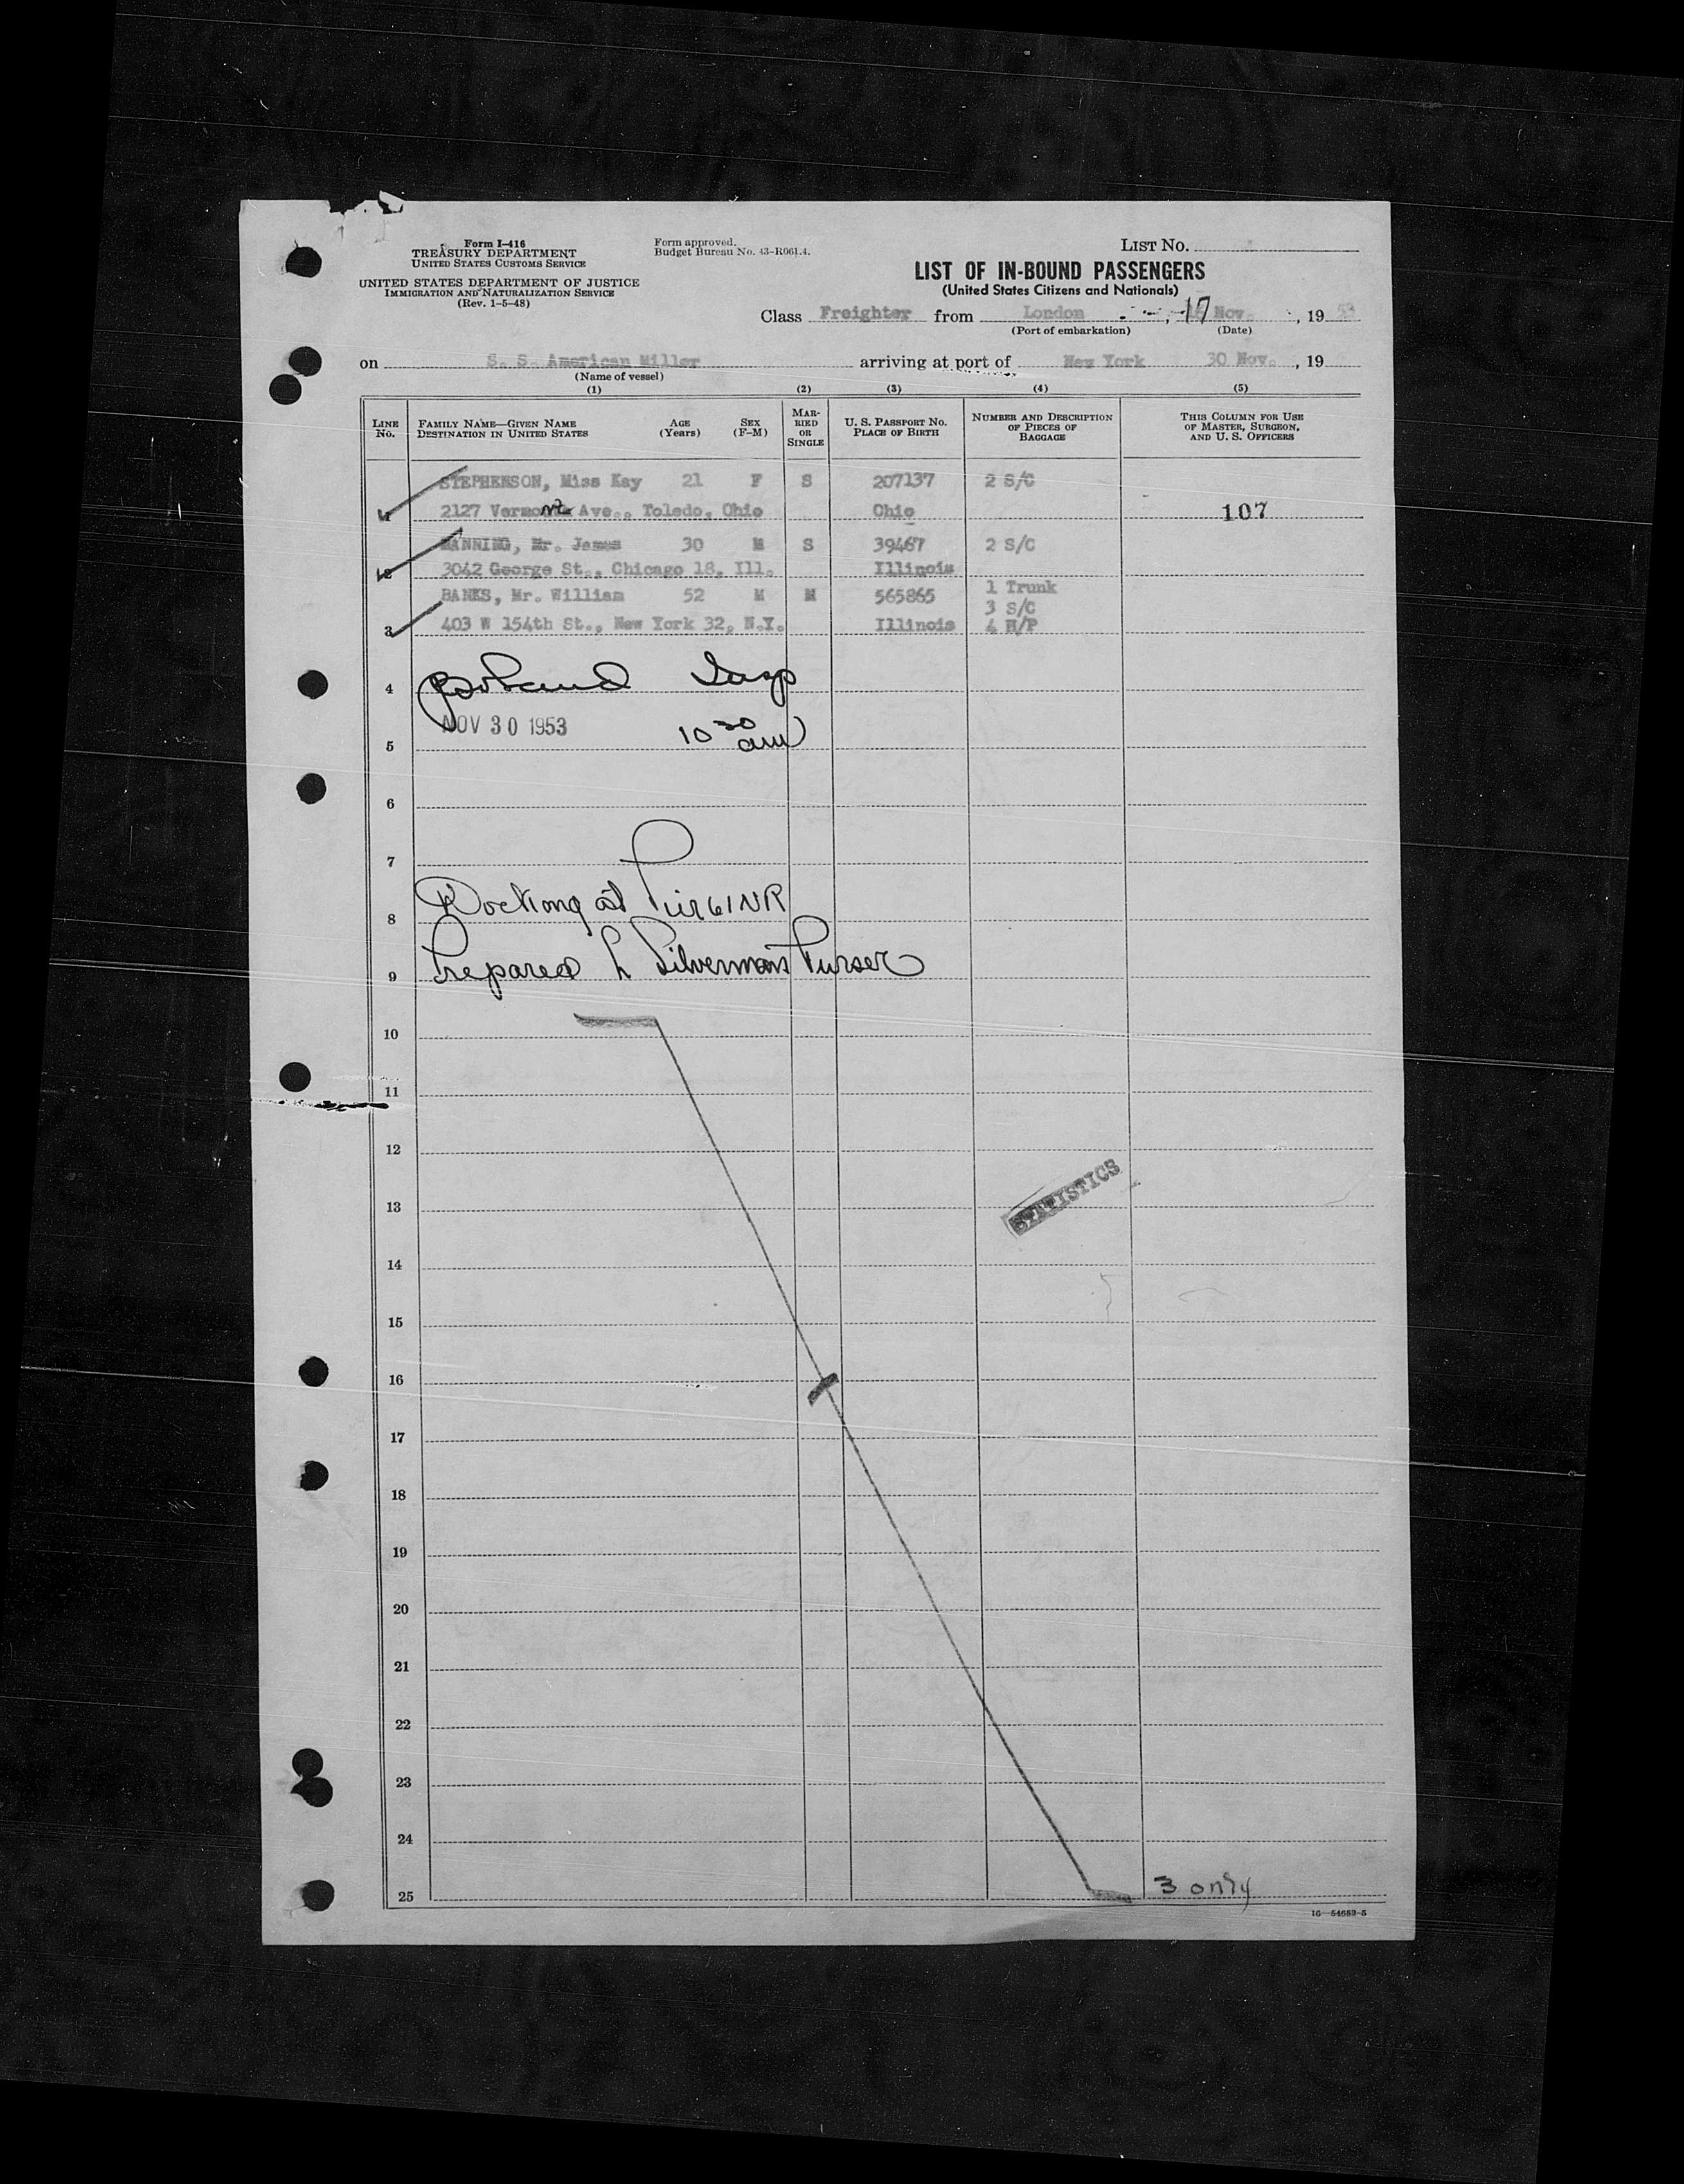 Form I-416
TREASURY DEPARTMENT
UNITED STATES CUSTOMS SERVICE
UNITED STATES DEPARTMENT OF JUSTICE
IMMIGRATION AND NATURALIZATION SERVICE
(Rev. 1-5-48)
Form approved.
Budget Bureau No. 43-R061.4.
LIST NO.
LIST OF IN-BOUND PASSENGERS
(United States Citizens and Nationals)
Class Freighter from London , 17 Nov. , 19 53
(Port of embarkation) (Date)
on S. S. American Miller arriving at port of New York 30 Nov. , 19
(Name of vessel)
(1) (2) (3) (4) (5)
LINE NO. FAMILY NAME—GIVEN NAME DESTINATION IN UNITED STATES AGE (Years) SEX (F-M) MARRIED OR SINGLE U. S. PASSPORT NO. PLACE OF BIRTH NUMBER AND DESCRIPTION OF PIECES OF BAGGAGE THIS COLUMN FOR USE OF MASTER, SURGEON, AND U. S. OFFICERS
STEPHENSON, Miss Kay 21 F S 207137 2 S/C
1 2127 Vermont Ave., Toledo, Ohio Ohio 107
MANNING, Mr. James 30 M S 39467 2 S/C
2 3042 George St., Chicago 18, Ill. Illinois
BANKS, Mr. William 52 M M 565865 1 Trunk
3 S/C
3 403 W 154th St., New York 32, N.Y. Illinois 4 H/P
4 Insp
NOV 30 1953 10 30 am
5
6
7
8 Docking at Pier 61 NR
9 Prepared L Silverman Purser
10
11
12
STATISTICS
13
14
15
16
17
18
19
20
21
22
23
24
25 3 only
16—54652-5